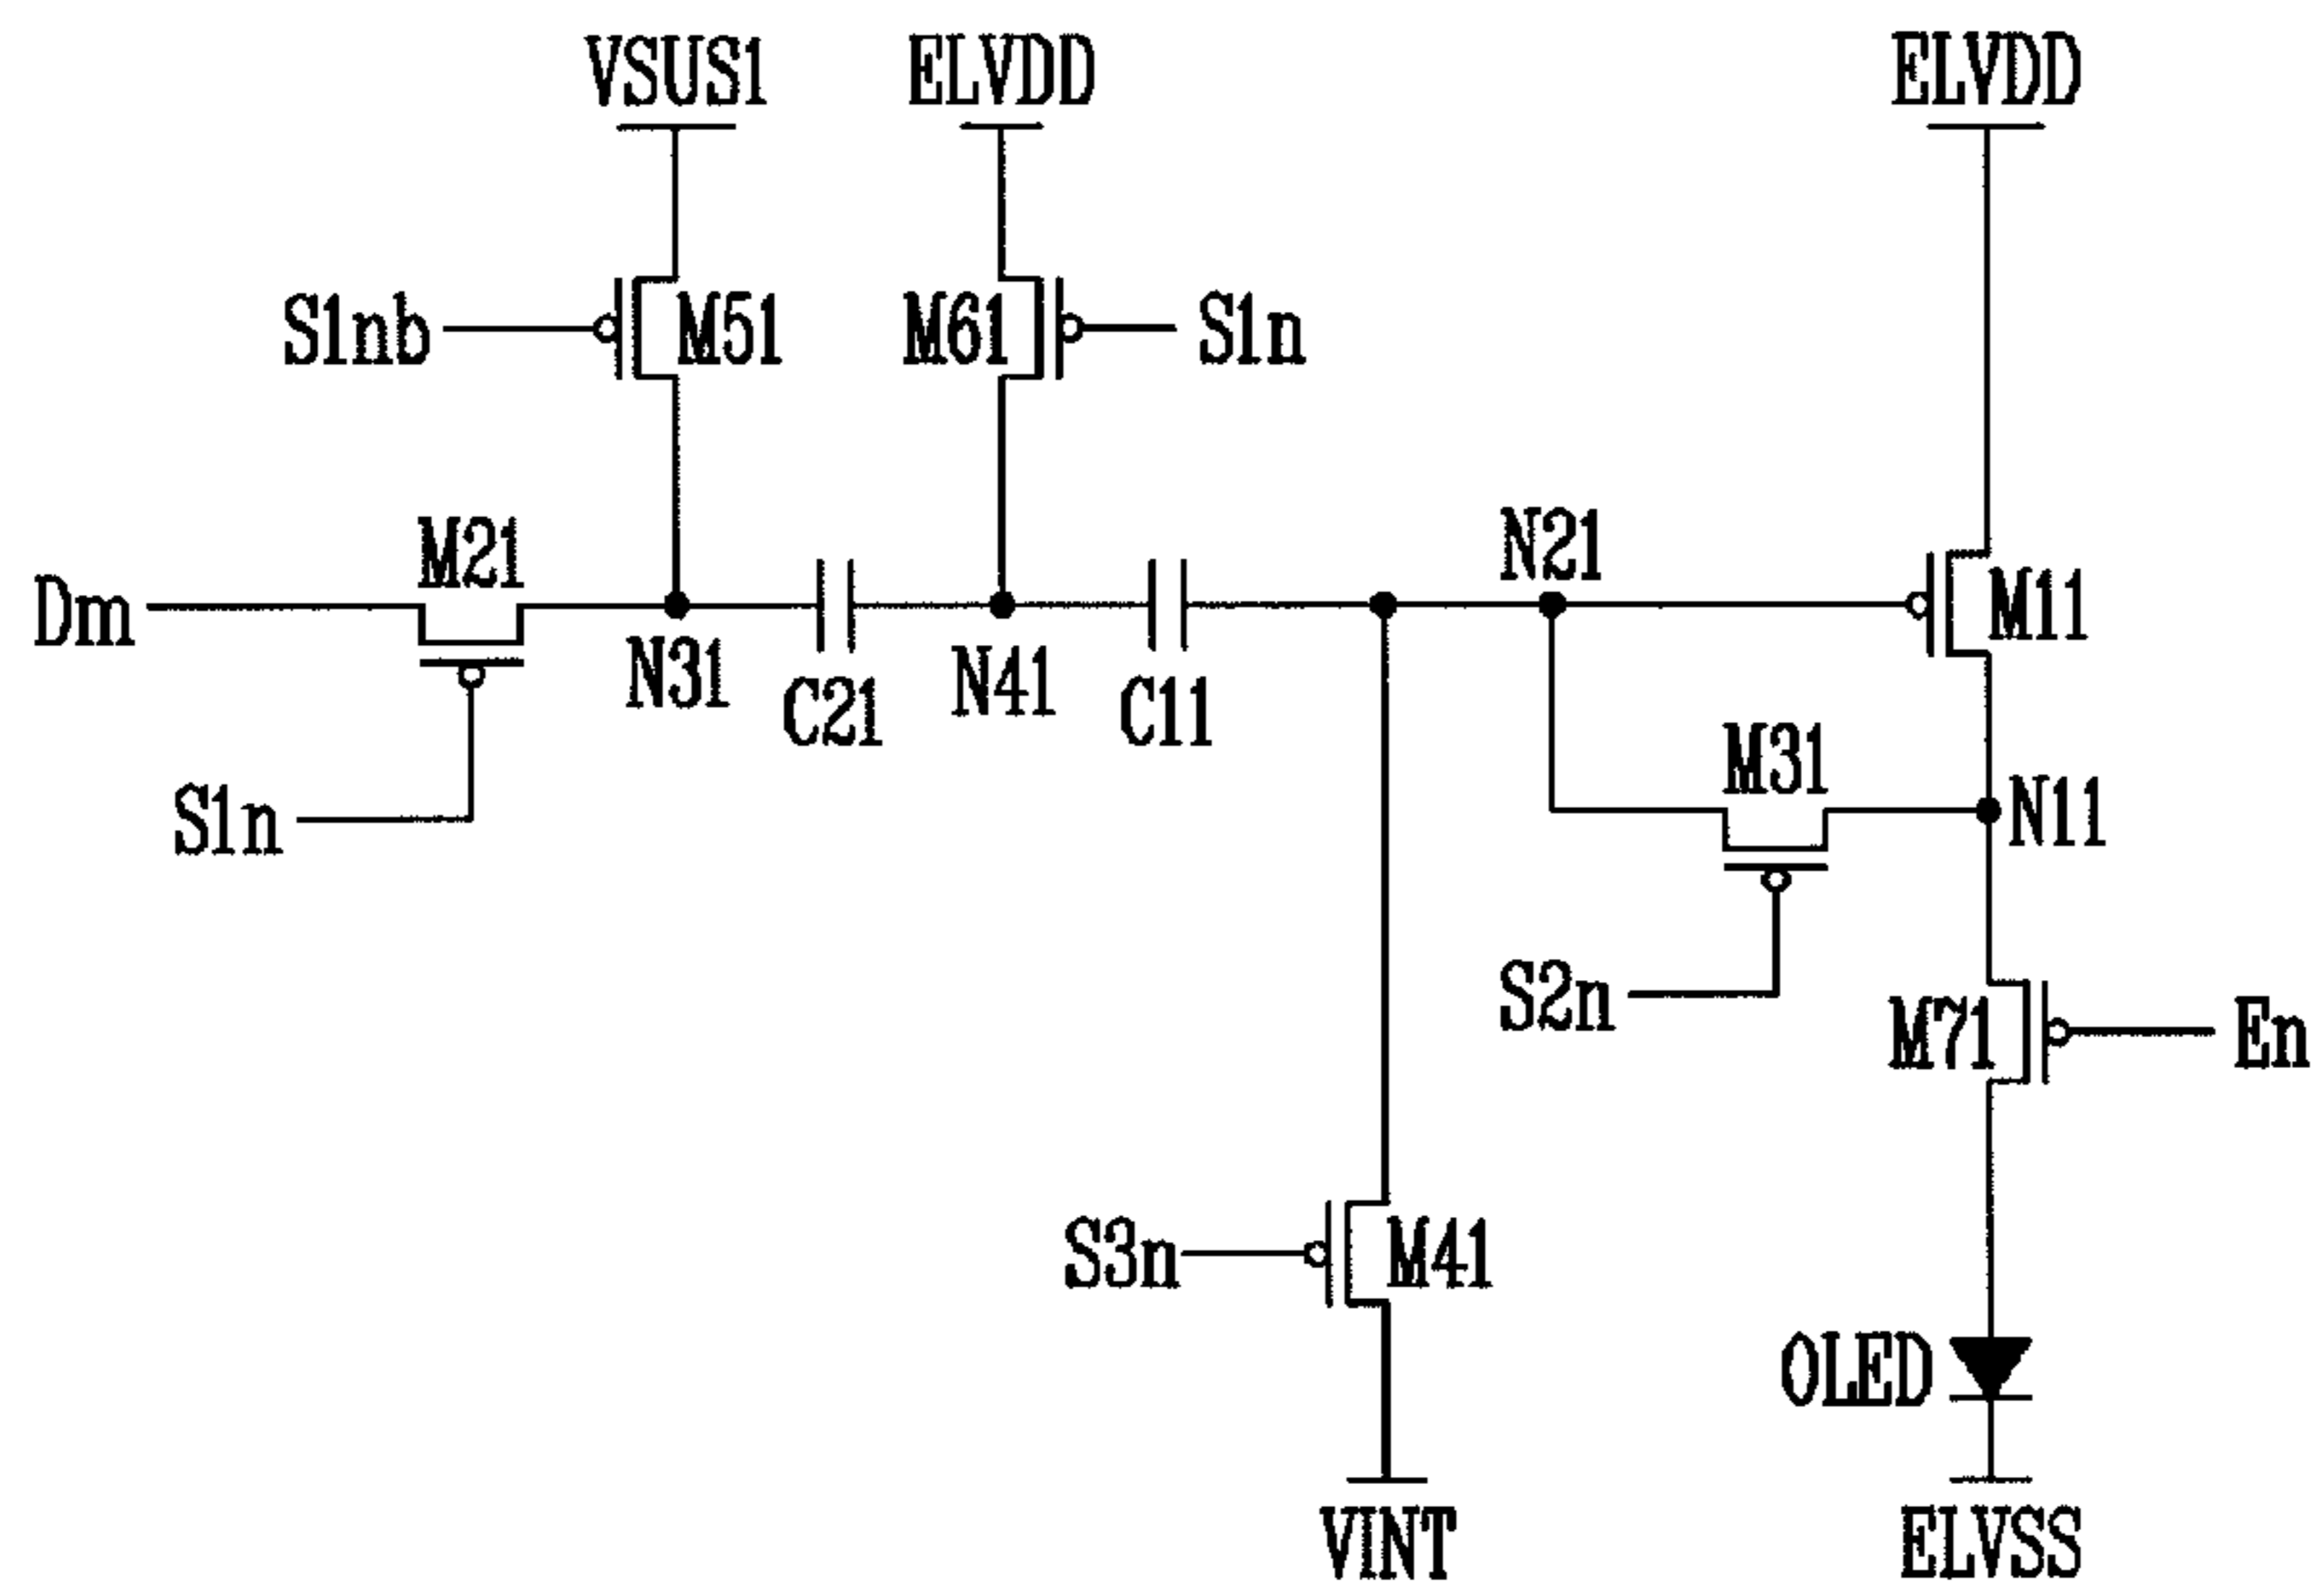 VSUS1 ELVDD ELVDD
S1nb M51 M61 S1n
M21 N21
Dm M11
N31 N41
C21 C11
M31
S1n N11
S2n
M71 En
S3n M41
OLED
VINT ELVSS